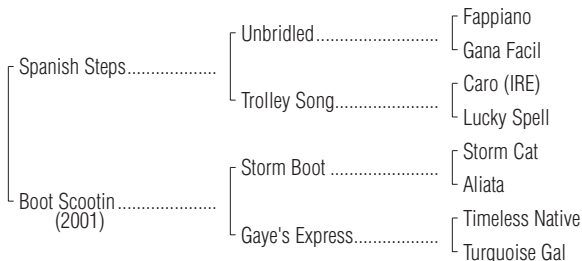 Fappiano
Unbridled
Gana Facil
Spanish Steps
Caro (IRE)
Trolley Song
Lucky Spell
Storm Cat
Storm Boot
Aliata
Boot Scootin
(2001)
Timeless Native
Gaye's Express
Turquoise Gal